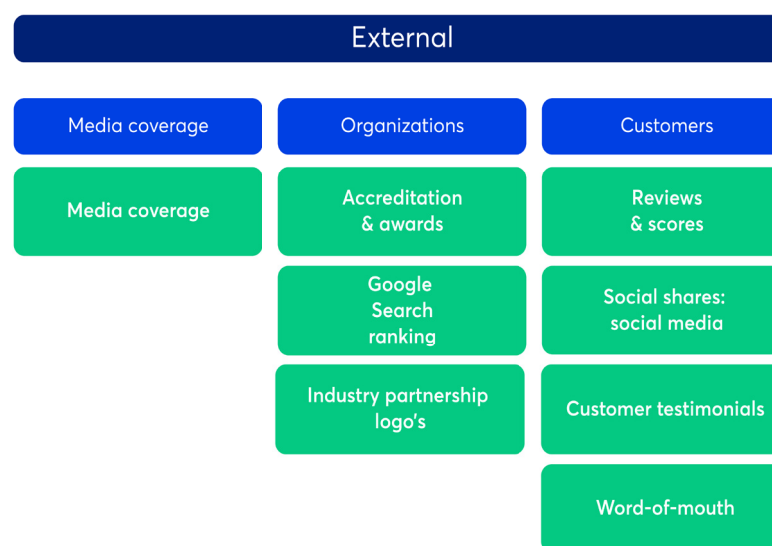 External
Media coverage
Organizations
Customers
Media coverage
Accreditation
& awards
Reviews
& scores
Google
Search
ranking
Social shares:
social media
Industry partnership
logo's
Customer testimonials
Word-of-mouth